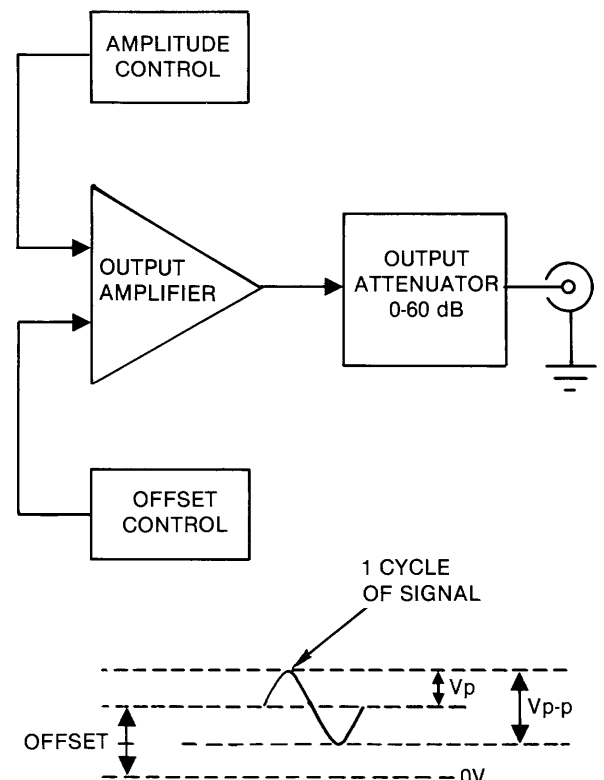 AMPLITUDE
CONTROL
OUTPUT
AMPLIFIER
OUTPUT
ATTENUATOR
0-60 dB
OFFSET
CONTROL
1 CYCLE
OF SIGNAL
Vp
Vp-p
OFFSET
0V